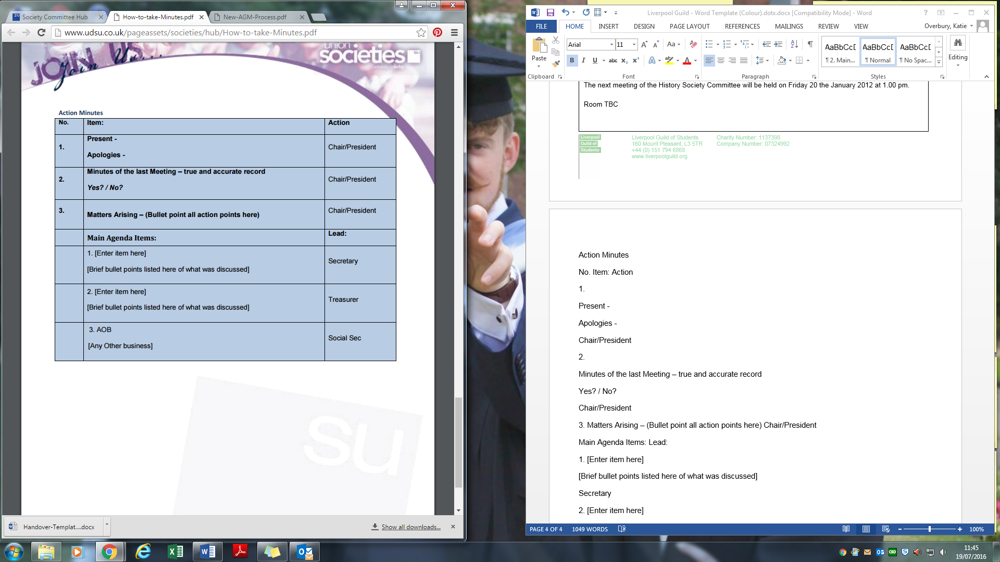 Society Committee Hub
How-to-take-Minutes.pdf
New-AGM-Process.pdf
www.udsu.co.uk/pageassets/societies/hub/How-to-take-Minutes.pdf
JOIN US...
Join Us...
union
societies
Action Minutes
No. Item: Action
1. Present -
Apologies -
Chair/President
2. Minutes of the last Meeting – true and accurate record
Yes? / No?
Chair/President
3. Matters Arising – (Bullet point all action points here)
Chair/President
Main Agenda Items: Lead:
1. [Enter item here]
[Brief bullet points listed here of what was discussed]
Secretary
2. [Enter item here]
[Brief bullet points listed here of what was discussed]
Treasurer
3. AOB
[Any Other business]
Social Sec
su
Handover-Templat....docx
Show all downloads...
Liverpool Guild - Word Template (Colour).dotx.docx [Compatibility Mode] - Word
FILE HOME INSERT DESIGN PAGE LAYOUT REFERENCES MAILINGS REVIEW VIEW
Overbury, Katie
Paste
Clipboard
Arial 11
Font
Paragraph
AaBbCcI AaBbCcI AaBbCcI
¶ 2. Main... ¶ Normal ¶ No Spac...
Styles
Editing
The next meeting of the History Society Committee will be held on Friday 20 the January 2012 at 1.00 pm.
Room TBC
Liverpool
Guild of
Students
Liverpool Guild of Students
160 Mount Pleasant, L3 5TR
+44 (0) 151 794 6868
www.liverpoolguild.org
Charity Number: 1137398
Company Number: 07324992
Action Minutes
No. Item: Action
1.
Present -
Apologies -
Chair/President
2.
Minutes of the last Meeting – true and accurate record
Yes? / No?
Chair/President
3. Matters Arising – (Bullet point all action points here) Chair/President
Main Agenda Items: Lead:
1. [Enter item here]
[Brief bullet points listed here of what was discussed]
Secretary
2. [Enter item here]
PAGE 4 OF 4 1049 WORDS
100%
11:45
19/07/2016